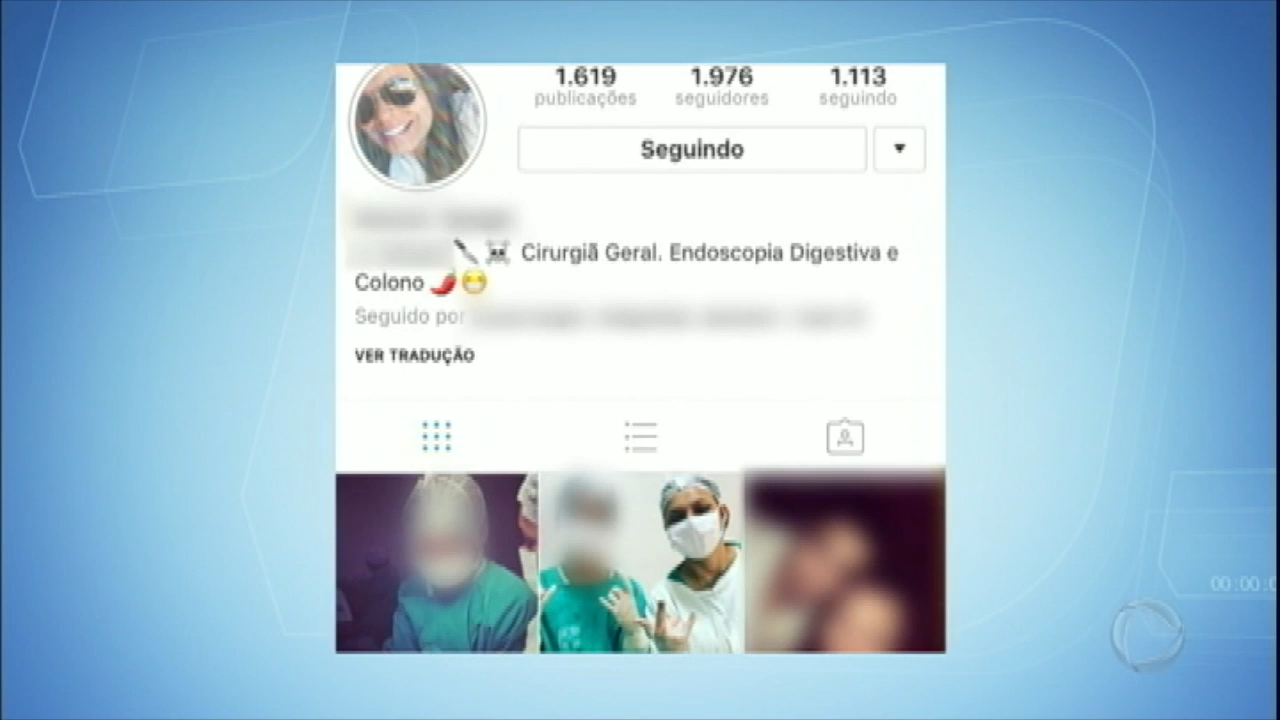 1.619 1.976 1.113
publicações seguidores seguindo
Seguindo
Cirurgiã Geral. Endoscopia Digestiva e
Colono
Seguido por
VER TRADUÇÃO
00:00:0